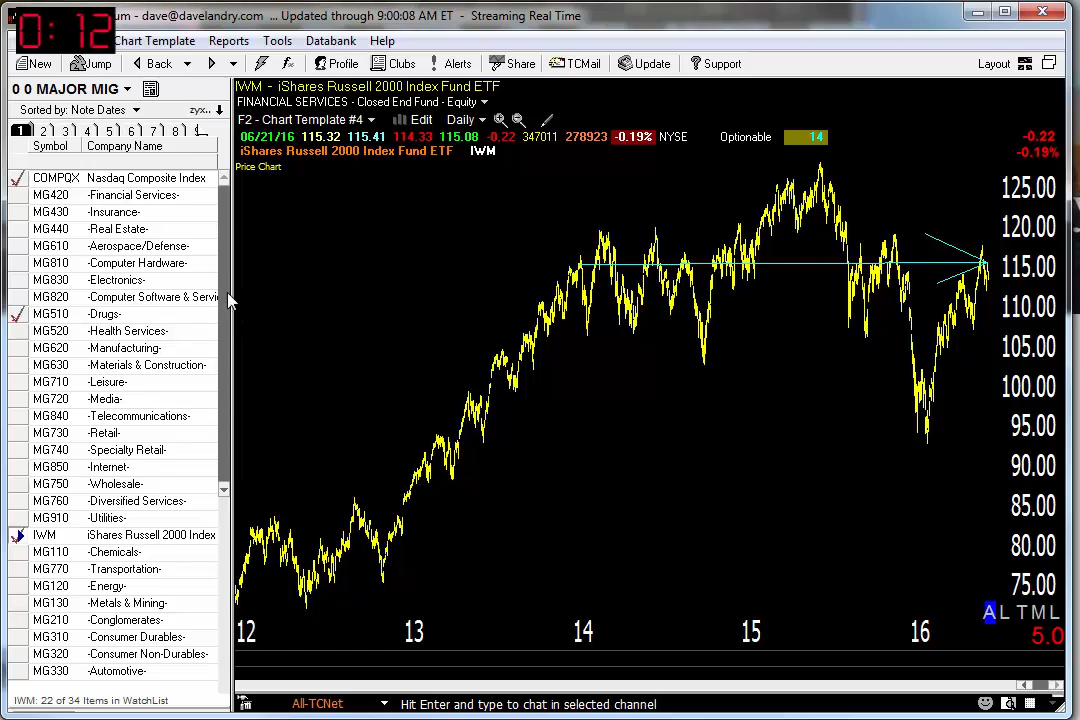 0:12
um - dave@davelandry.com ... Updated through 9:00:08 AM ET - Streaming Real Time
Chart Template Reports Tools Databank Help
New Jump Back Profile Clubs Alerts Share TCMail Update Support Layout
0 0 MAJOR MIG
Sorted by: Note Dates zyx..
1 2 3 4 5 6 7 8
Symbol Company Name
COMPQX Nasdaq Composite Index
MG420 -Financial Services-
MG430 -Insurance-
MG440 -Real Estate-
MG610 -Aerospace/Defense-
MG810 -Computer Hardware-
MG830 -Electronics-
MG820 -Computer Software & Servi
MG510 -Drugs-
MG520 -Health Services-
MG620 -Manufacturing-
MG630 -Materials & Construction-
MG710 -Leisure-
MG720 -Media-
MG840 -Telecommunications-
MG730 -Retail-
MG740 -Specialty Retail-
MG850 -Internet-
MG750 -Wholesale-
MG760 -Diversified Services-
MG910 -Utilities-
IWM iShares Russell 2000 Index
MG110 -Chemicals-
MG770 -Transportation-
MG120 -Energy-
MG130 -Metals & Mining-
MG210 -Conglomerates-
MG310 -Consumer Durables-
MG320 -Consumer Non-Durables-
MG330 -Automotive-
IWM: 22 of 34 Items in WatchList
IWM - iShares Russell 2000 Index Fund ETF
FINANCIAL SERVICES - Closed End Fund - Equity
F2 - Chart Template #4 Edit Daily
06/21/16 115.32 115.41 114.33 115.08 -0.22 347011 278923 -0.19% NYSE Optionable 14 -0.22
-0.19%
iShares Russell 2000 Index Fund ETF IWM
Price Chart
125.00
120.00
115.00
110.00
105.00
100.00
95.00
90.00
85.00
80.00
75.00
A L T M L
12 13 14 15 16 5.0
All-TCNet Hit Enter and type to chat in selected channel